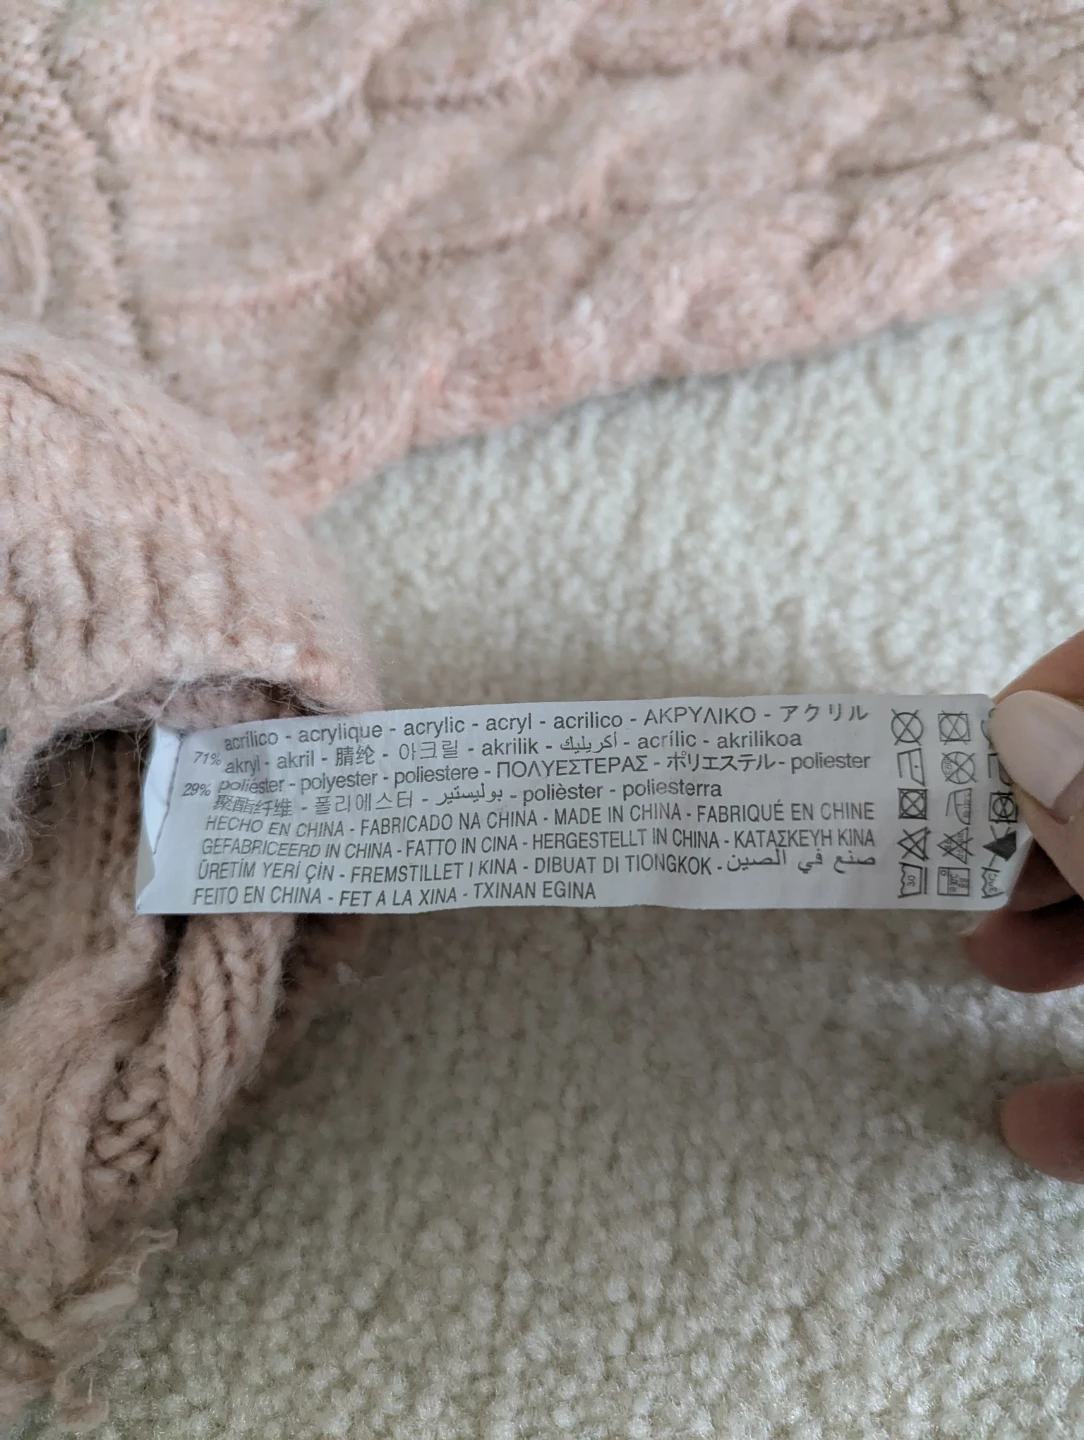 71% acrilico - acrylique - acrylic - acryl - acrilico - ΑΚΡΥΛΙΚΟ - アクリル
akryl - akril - 腈纶 - 아크릴 - akrilik - أكريليك - acrílic - akrilikoa
29% poliéster - polyester - poliestere - ΠΟΛΥΕΣΤΕΡΑΣ - ポリエステル - poliester
聚酯纤维 - 폴리에스터 - بوليستير - polièster - poliesterra
HECHO EN CHINA - FABRICADO NA CHINA - MADE IN CHINA - FABRIQUÉ EN CHINE
GEFABRICEERD IN CHINA - FATTO IN CINA - HERGESTELLT IN CHINA - ΚΑΤΑΣΚΕΥΗ ΚΙΝΑ
ÜRETİM YERİ ÇİN - FREMSTILLET I KINA - DIBUAT DI TIONGKOK - صنع في الصين
FEITO EN CHINA - FET A LA XINA - TXINAN EGINA